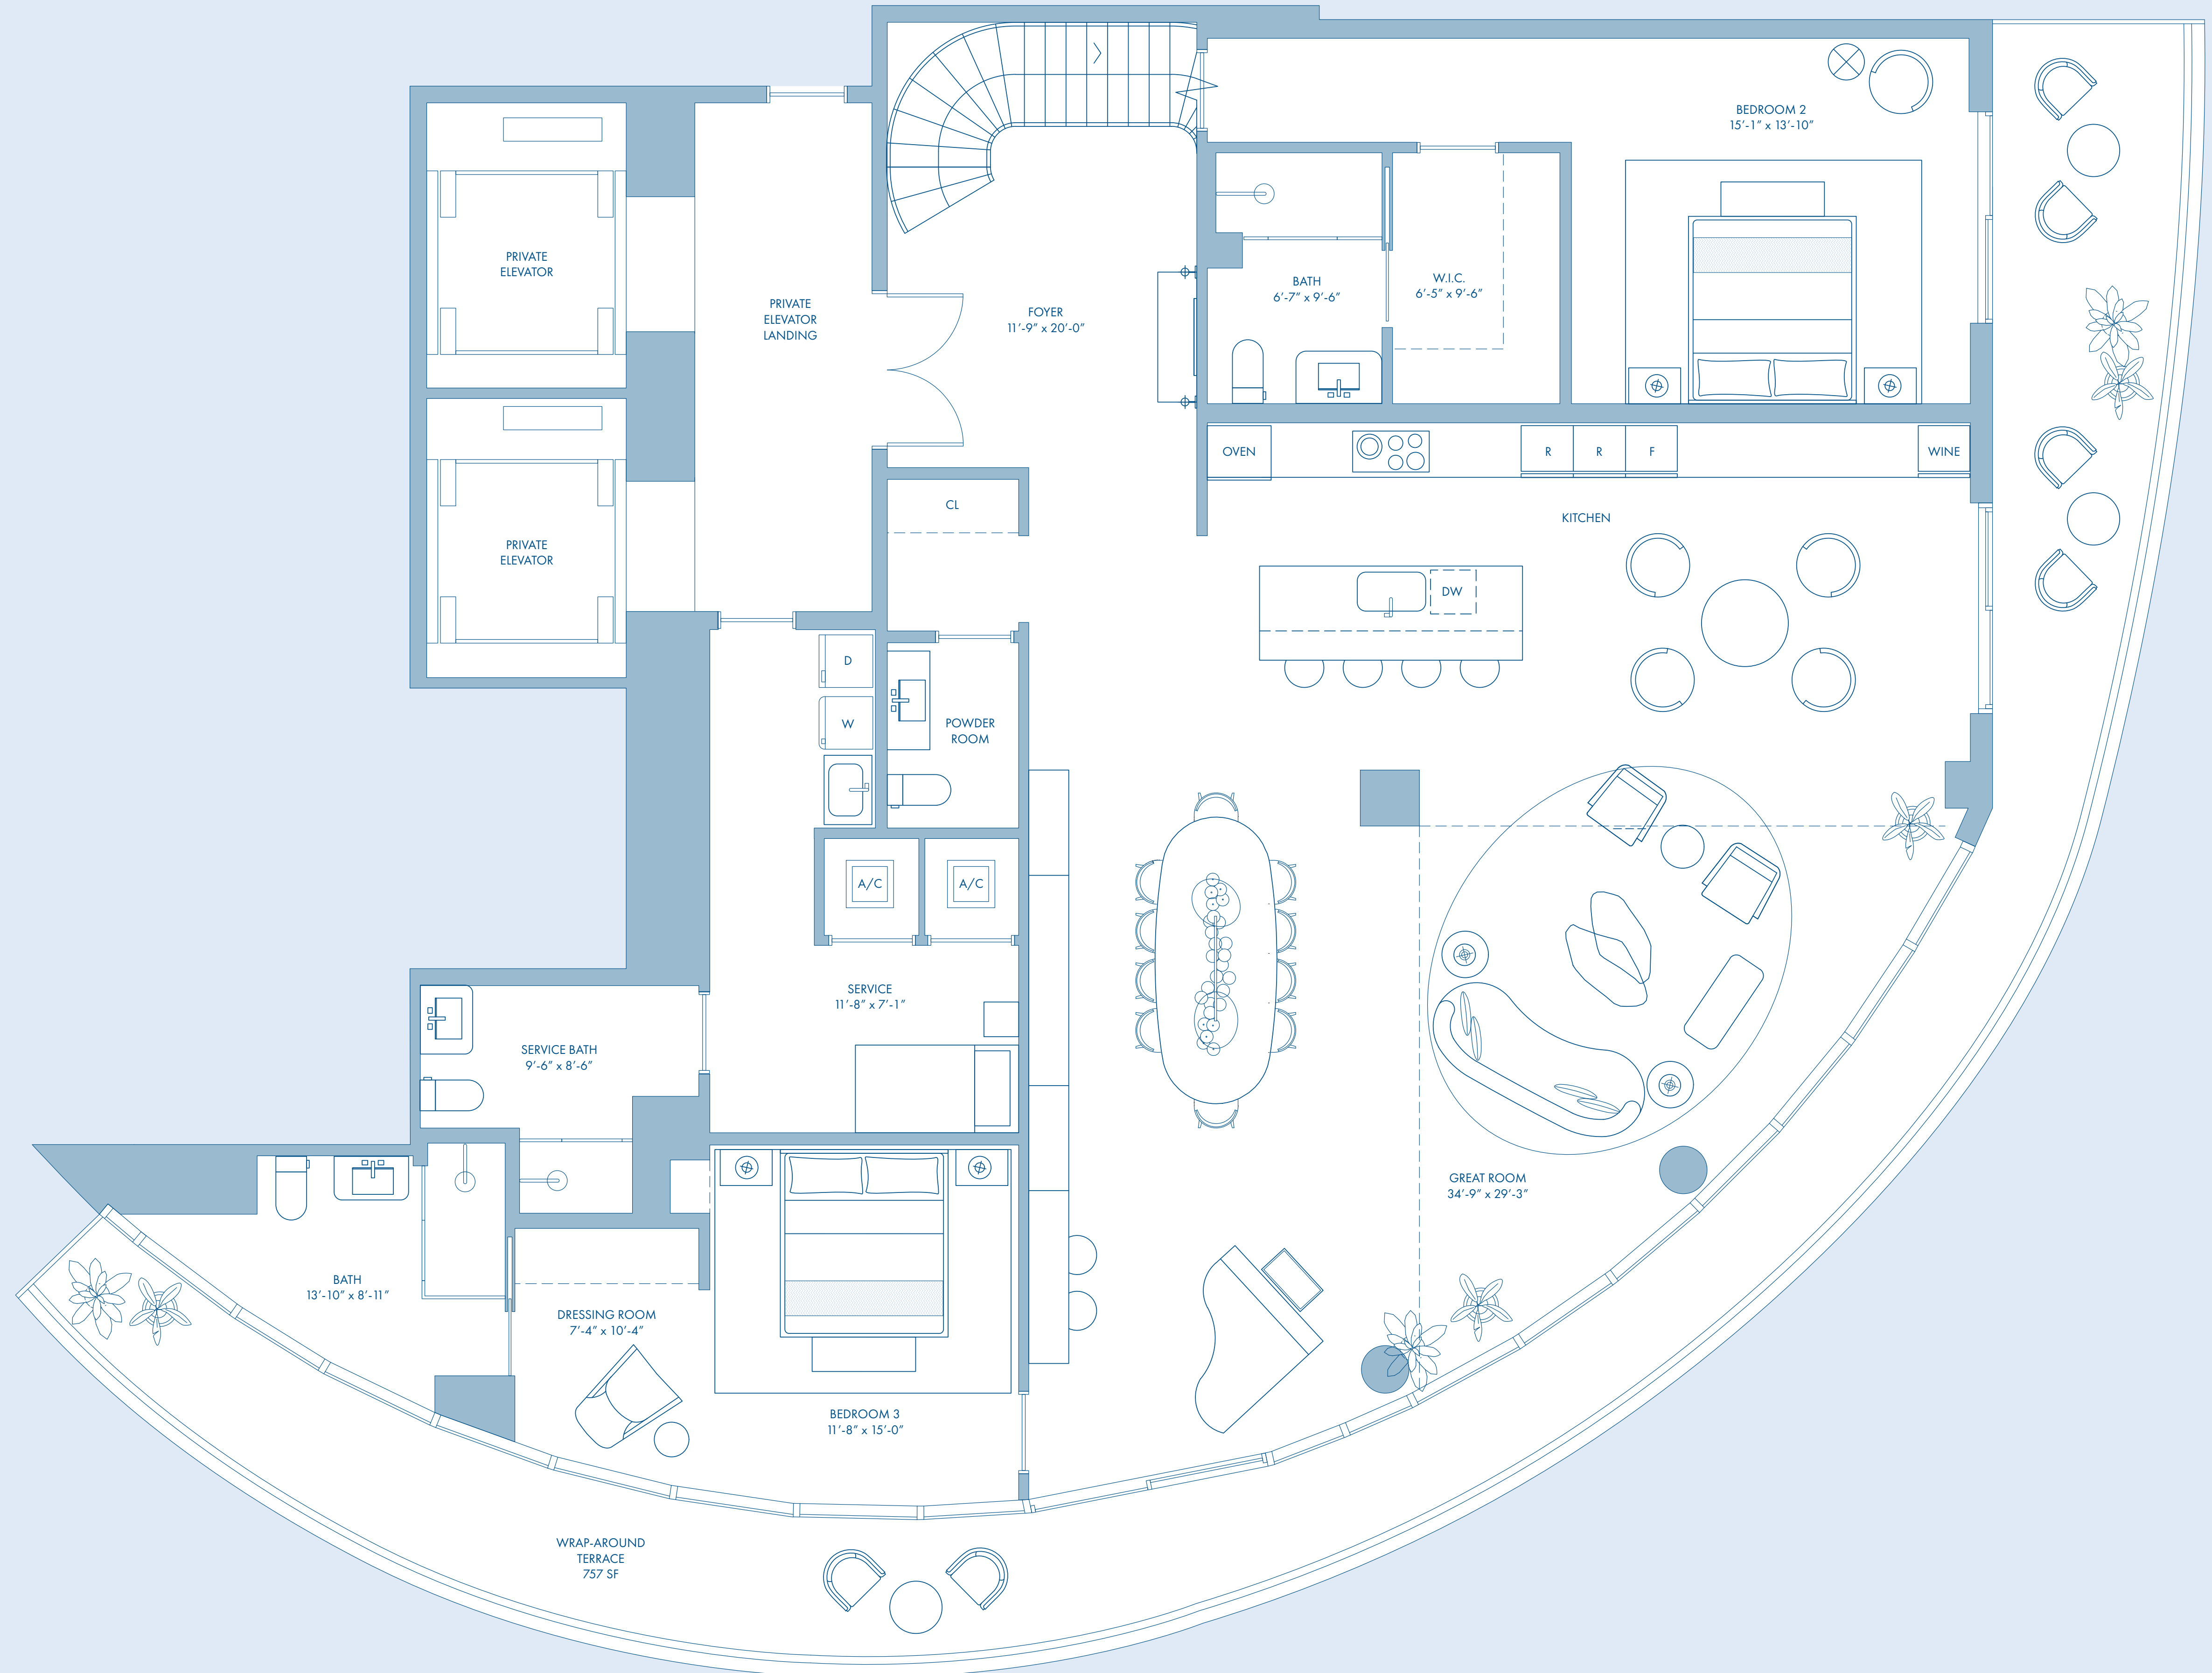 BEDROOM 2
15’-1” x 13’-10”
PRIVATE
ELEVATOR
PRIVATE
ELEVATOR
LANDING
FOYER
11’-9” x 20’-0”
BATH
6’-7” x 9’-6”
W.I.C.
6’-5” x 9’-6”
OVEN
R
R
F
WINE
CL
KITCHEN
PRIVATE
ELEVATOR
DW
D
W
POWDER
ROOM
A/C
A/C
SERVICE
11’-8” x 7’-1”
SERVICE BATH
9’-6” x 8’-6”
GREAT ROOM
34’-9” x 29’-3”
BATH
13’-10” x 8’-11”
DRESSING ROOM
7’-4” x 10’-4”
BEDROOM 3
11’-8” x 15’-0”
WRAP-AROUND
TERRACE
757 SF